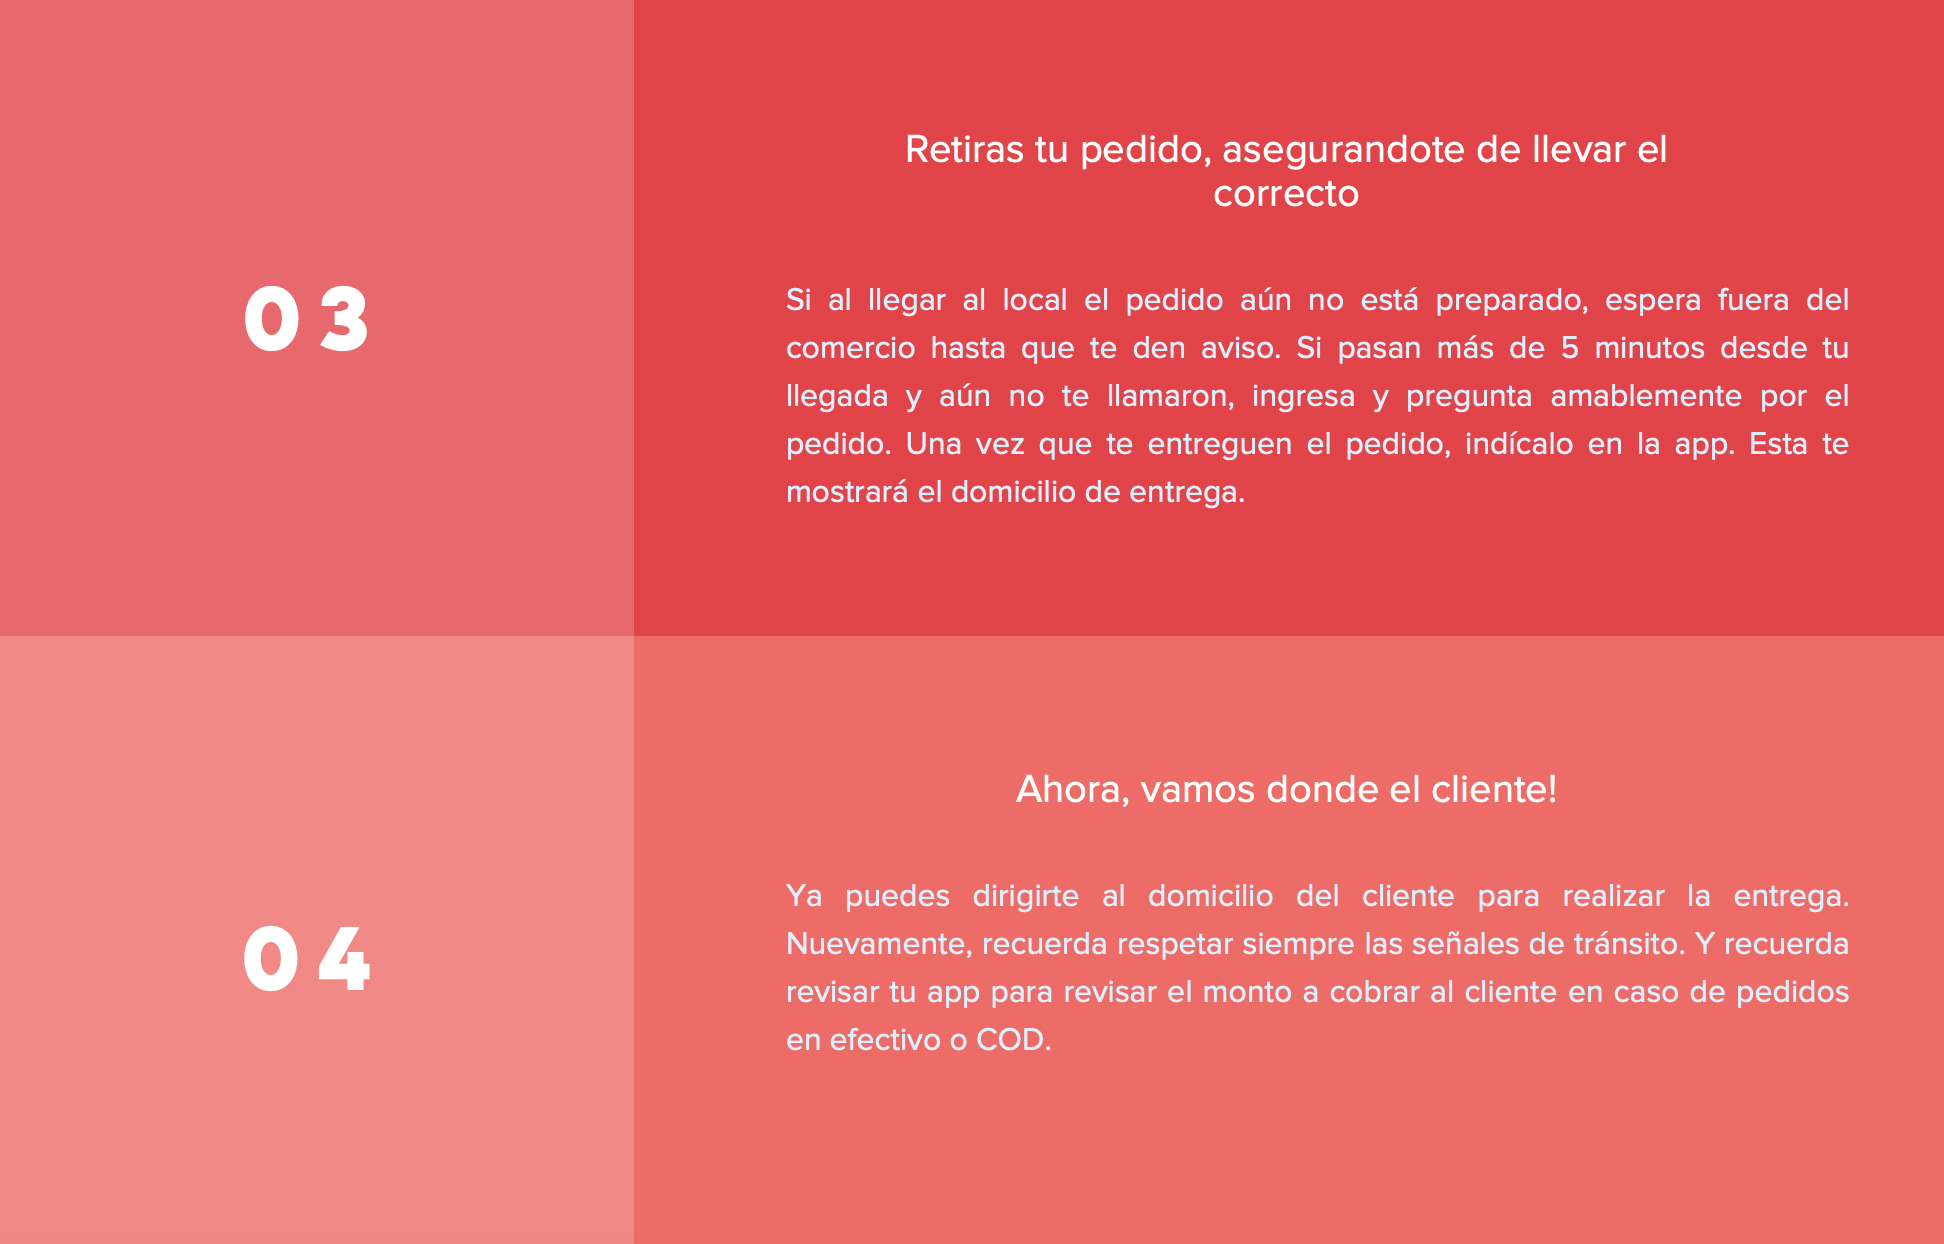 03
Retiras tu pedido, asegurandote de llevar el
correcto
Si al llegar al local el pedido aún no está preparado, espera fuera del
comercio hasta que te den aviso. Si pasan más de 5 minutos desde tu
llegada y aún no te llamaron, ingresa y pregunta amablemente por el
pedido. Una vez que te entreguen el pedido, indícalo en la app. Esta te
mostrará el domicilio de entrega.
04
Ahora, vamos donde el cliente!
Ya puedes dirigirte al domicilio del cliente para realizar la entrega.
Nuevamente, recuerda respetar siempre las señales de tránsito. Y recuerda
revisar tu app para revisar el monto a cobrar al cliente en caso de pedidos
en efectivo o COD.